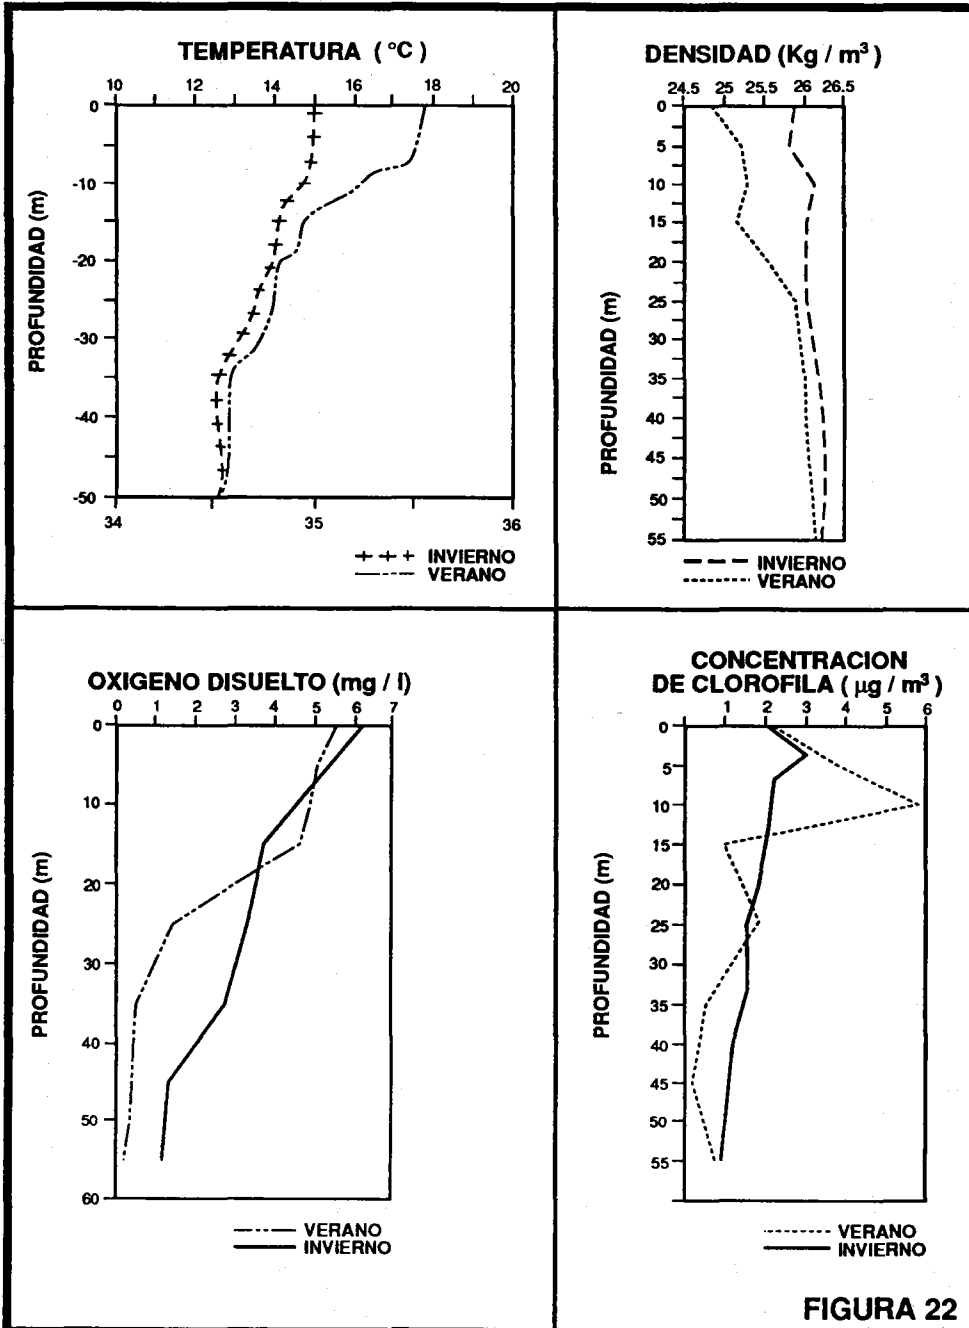 TEMPERATURA ( °C)
10 12 12 14 15 16 18 20
0
-10
-20
-30
-40
-50
PROFUNDIDAD (m)
34 35 36
+ + + INVIERNO
VERANO
DENSIDAD (Kg / m³)
24.5 25 25.5 26 26.5
0
5
10
15
20
25
30
35
40
45
50
55
PROFUNDIDAD (m)
INVIERNO
VERANO
OXIGENO DISUELTO (mg / l)
0 1 2 3 4 5 6 7
0
10
20
30
40
50
60
PROFUNDIDAD (m)
VERANO
INVIERNO
CONCENTRACION
DE CLOROFILA ( µg / m³ )
1 2 3 4 5 6
0
5
10
15
20
25
30
35
40
45
50
55
PROFUNDIDAD (m)
VERANO
INVIERNO
FIGURA 22